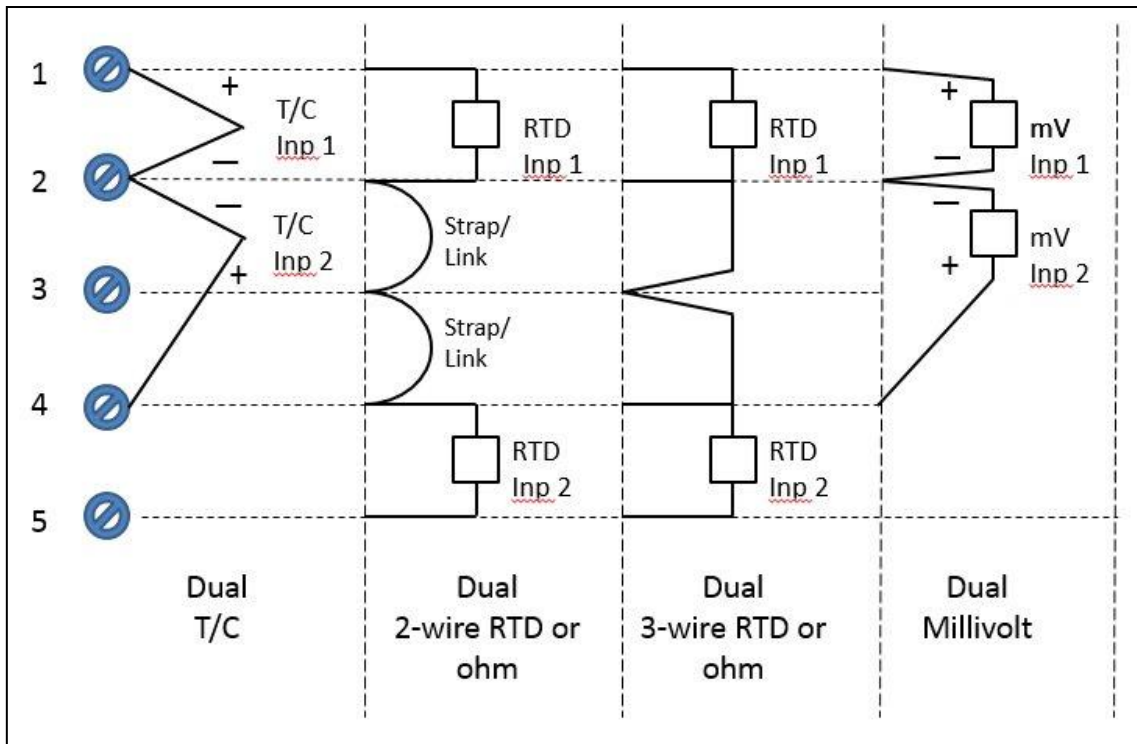 1
+
T/C
Inp 1
—
2
—
T/C
Inp 2
+
3
4
5
RTD
Inp 1
Strap/
Link
Strap/
Link
RTD
Inp 2
RTD
Inp 1
RTD
Inp 2
+
mV
Inp 1
—
—
mV
Inp 2
+
Dual
T/C
Dual
2-wire RTD or
ohm
Dual
3-wire RTD or
ohm
Dual
Millivolt